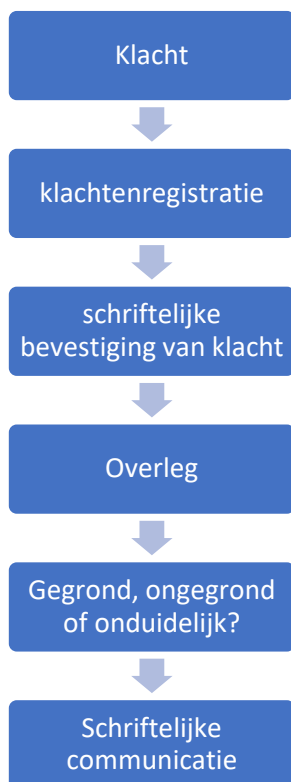 Klacht
klachtenregistratie
schriftelijke
bevestiging van klacht
Overleg
Gegrond, ongegrond
of onduidelijk?
Schriftelijke
communicatie